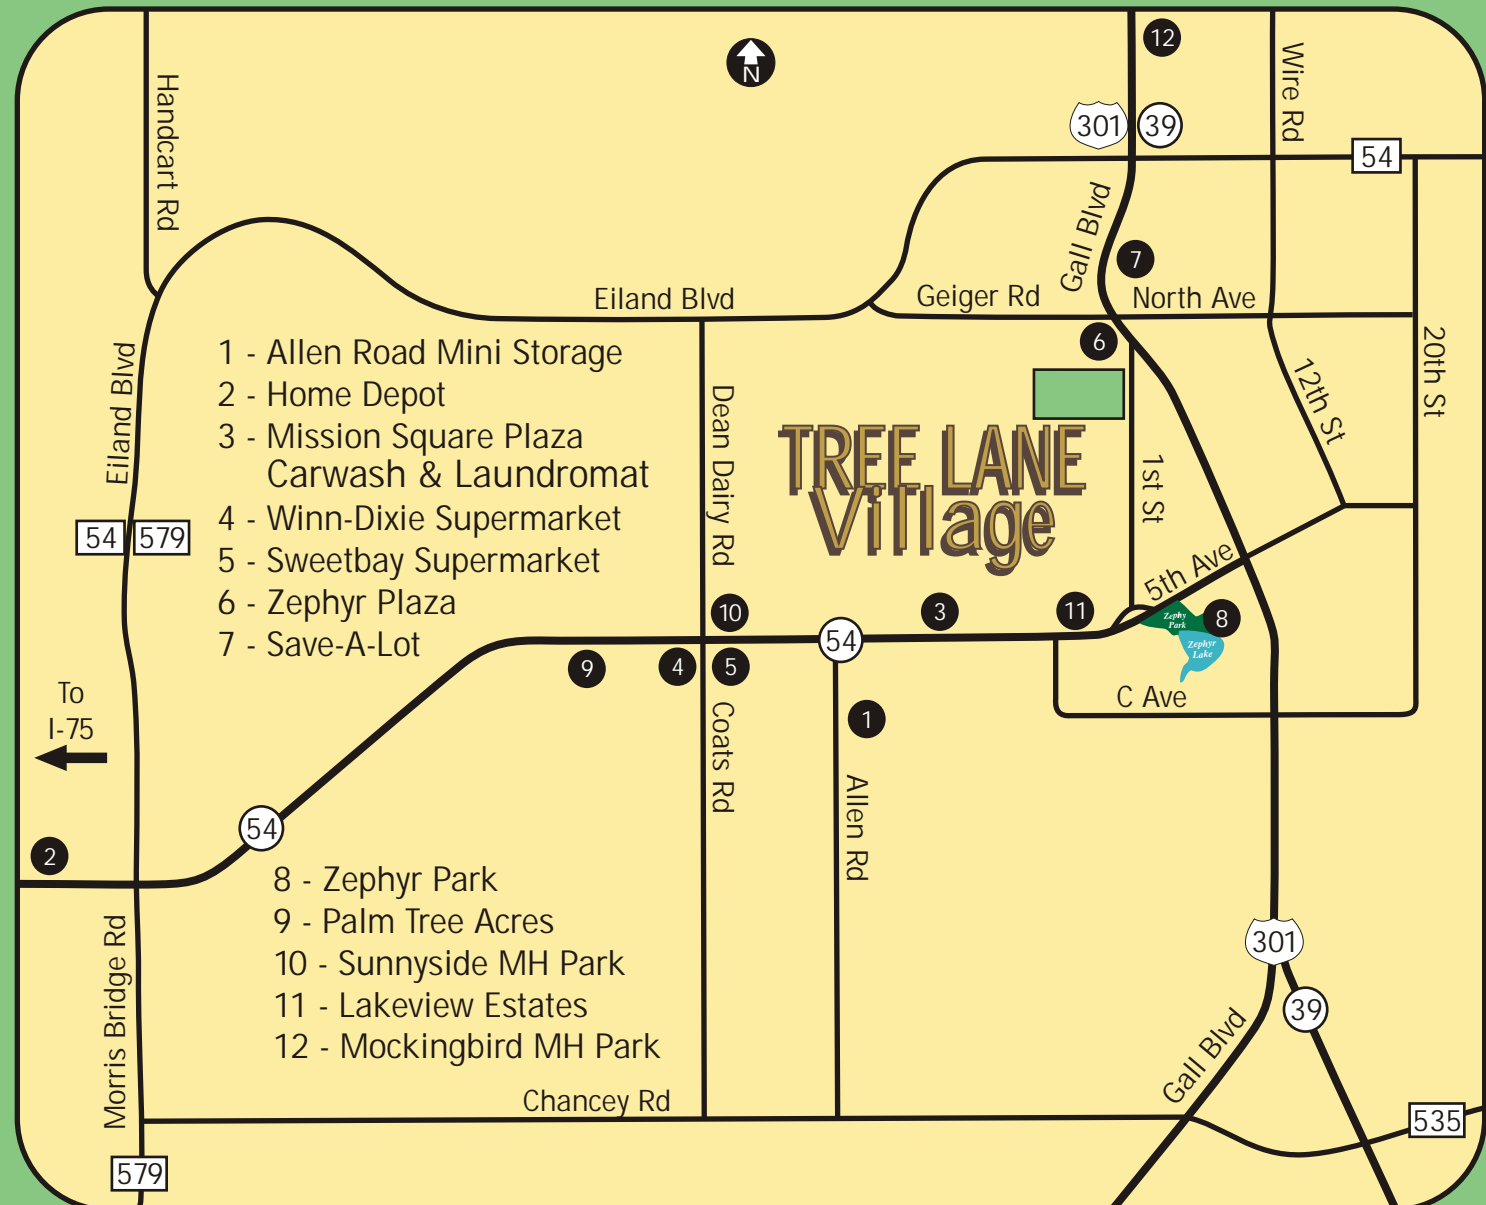 12
N
Handcart Rd
Wire Rd
301
39
54
Gall Blvd
7
Eiland Blvd
Geiger Rd
North Ave
6
20th St
12th St
Eiland Blvd
1 - Allen Road Mini Storage
2 - Home Depot
3 - Mission Square Plaza
Carwash & Laundromat
4 - Winn-Dixie Supermarket
5 - Sweetbay Supermarket
6 - Zephyr Plaza
7 - Save-A-Lot
Dean Dairy Rd
TREE LANE
Village
1st St
54
579
5th Ave
10
3
11
Zephy
Park
8
Zephyr
Lake
54
9
4
5
C Ave
To
I-75
1
Coats Rd
Allen Rd
54
2
8 - Zephyr Park
9 - Palm Tree Acres
10 - Sunnyside MH Park
11 - Lakeview Estates
12 - Mockingbird MH Park
Morris Bridge Rd
301
39
Gall Blvd
Chancey Rd
535
579